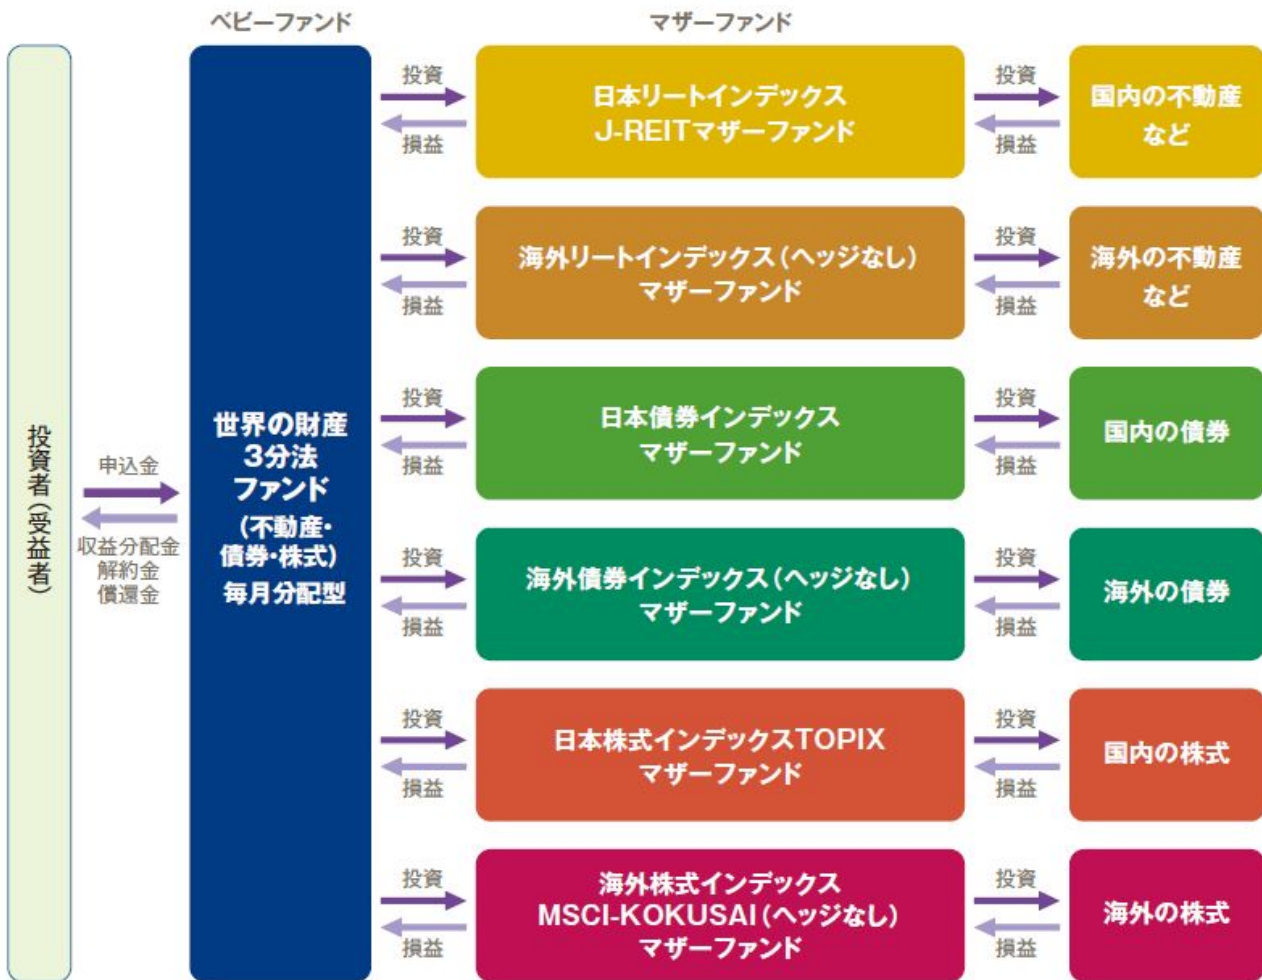 ベビーファンド
マザーファンド
投資者（受益者）
申込金
収益分配金
解約金
償還金
世界の財産
3分法
ファンド
（不動産・
債券・株式）
毎月分配型
投資
損益
日本リートインデックス
J-REITマザーファンド
投資
損益
国内の不動産
など
投資
損益
海外リートインデックス（ヘッジなし）
マザーファンド
投資
損益
海外の不動産
など
投資
損益
日本債券インデックス
マザーファンド
投資
損益
国内の債券
投資
損益
海外債券インデックス（ヘッジなし）
マザーファンド
投資
損益
海外の債券
投資
損益
日本株式インデックスTOPIX
マザーファンド
投資
損益
国内の株式
投資
損益
海外株式インデックス
MSCI-KOKUSAI（ヘッジなし）
マザーファンド
投資
損益
海外の株式